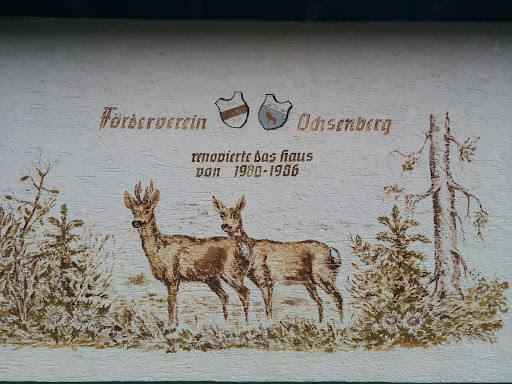 Förderverein Ochsenberg
renovierte das Haus
von 1980-1986